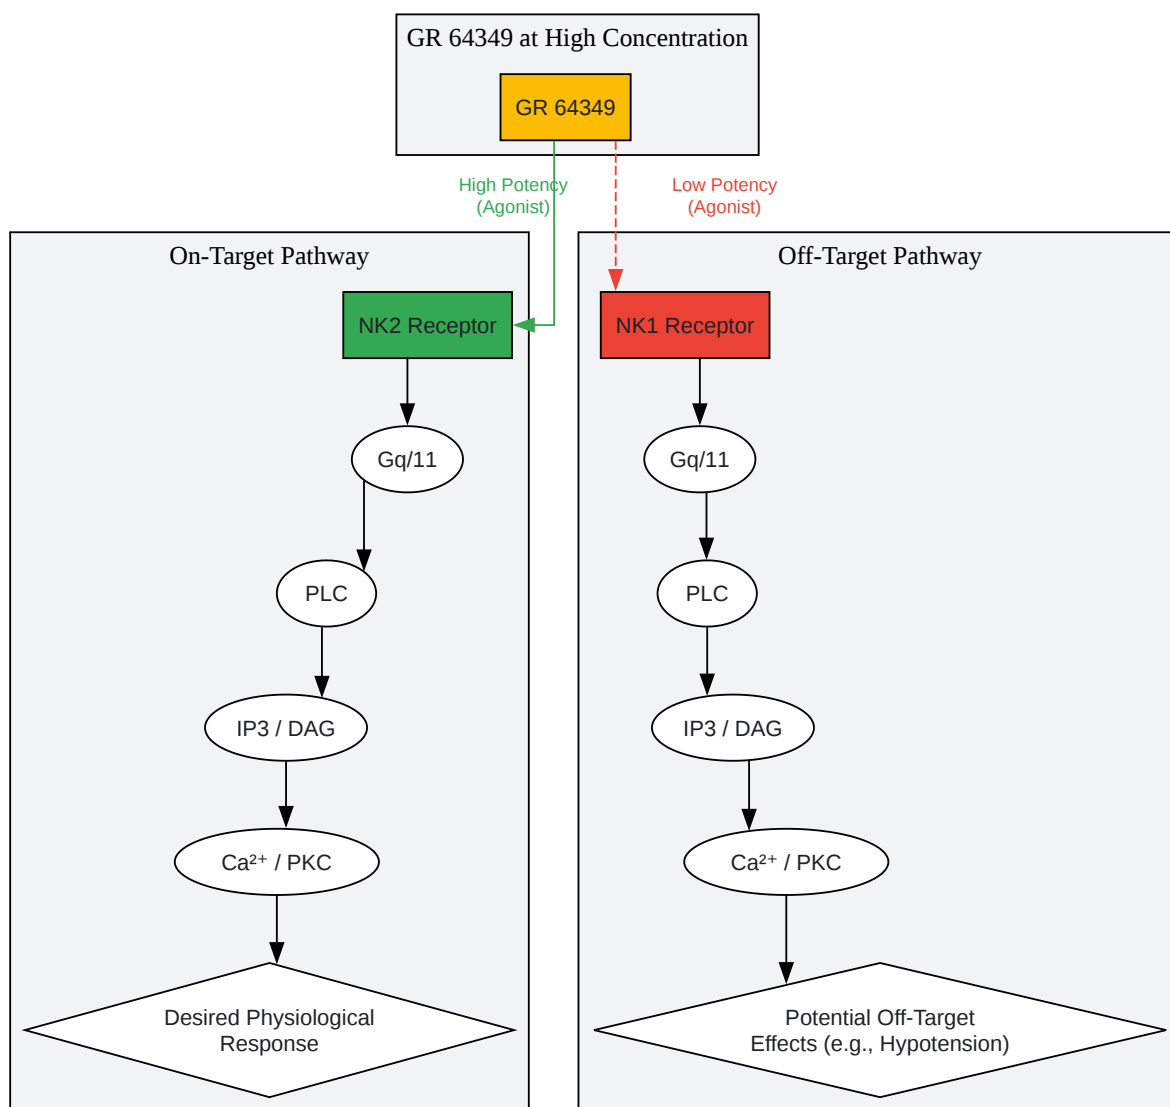 GR 64349 at High Concentration
GR 64349
High Potency
(Agonist)
Low Potency
(Agonist)
On-Target Pathway
NK2 Receptor
Gq/11
PLC
IP3 / DAG
Ca²⁺ / PKC
Desired Physiological
Response
Off-Target Pathway
NK1 Receptor
Gq/11
PLC
IP3 / DAG
Ca²⁺ / PKC
Potential Off-Target
Effects (e.g., Hypotension)